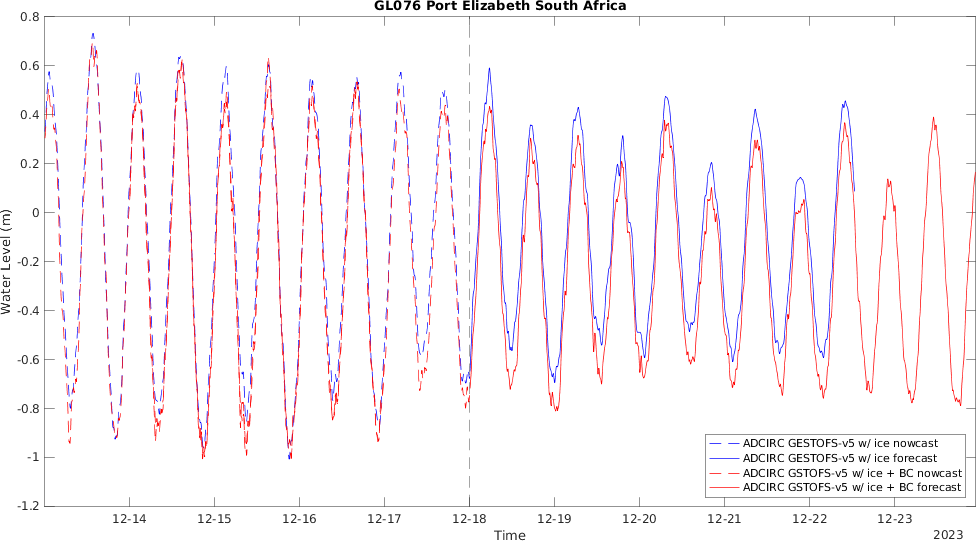 GL076 Port Elizabeth South Africa
0.8
0.6
0.4
0.2
0
-0.2
-0.4
-0.6
-0.8
-1
-1.2
Water Level (m)
ADCIRC GESTOFS-v5 w/ ice nowcast
ADCIRC GESTOFS-v5 w/ ice forecast
ADCIRC GSTOFS-v5 w/ ice + BC nowcast
ADCIRC GSTOFS-v5 w/ ice + BC forecast
12-14 12-15 12-16 12-17 12-18 12-19 12-20 12-21 12-22 12-23
Time
2023